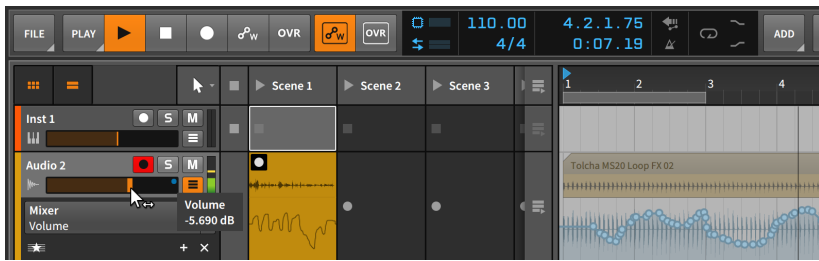 FILE PLAY W OVR W OVR 110.00 4.2.1.75 ADD
4/4 0:07.19
Scene 1 Scene 2 Scene 3 1 2 3 4
Inst 1 S M
Audio 2 S M
Tolcha MS20 Loop FX 02
Volume
-5.690 dB
Mixer
Volume